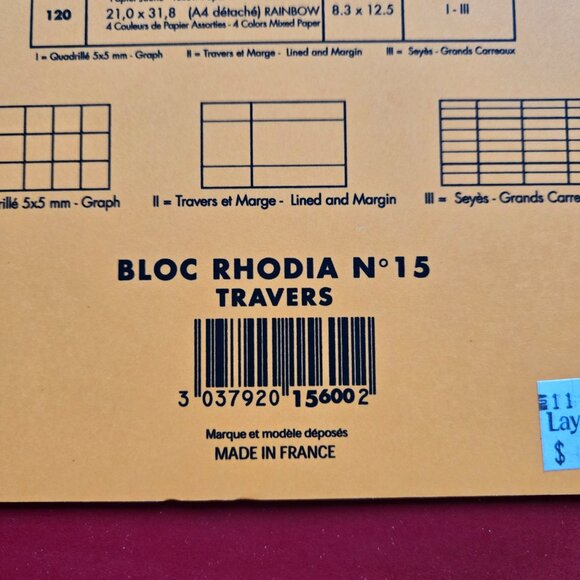 120 21,0 x 31,8 (A4 détaché) RAINBOW 8.3 x 12.5 I - III
4 Couleurs de Papier Assorties - 4 Colors Mixed Paper
I = Quadrillé 5x5 mm - Graph II = Travers et Marge - Lined and Margin III = Seyès - Grands Carreaux
rillé 5x5 mm - Graph II = Travers et Marge - Lined and Margin III = Seyès - Grands Carre
BLOC RHODIA N° 15
TRAVERS
3 037920 156002
Marque et modèle déposés
MADE IN FRANCE
Lay
$